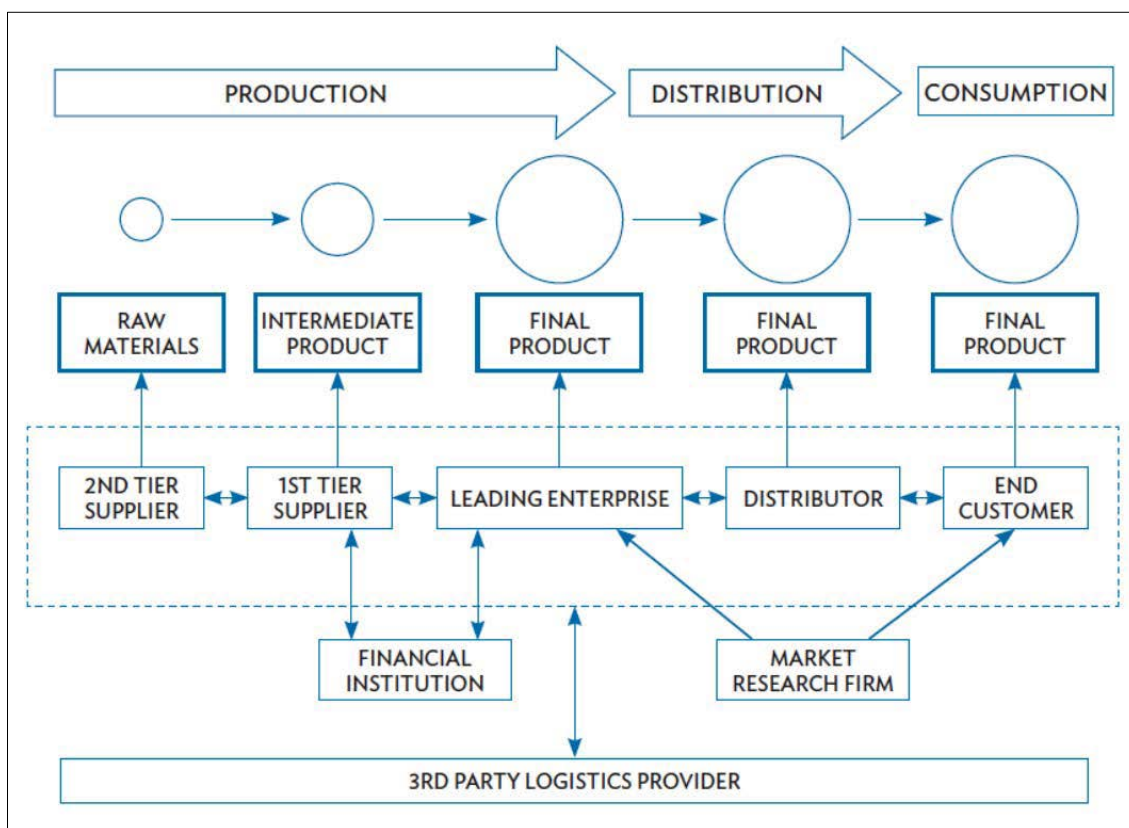 PRODUCTION
DISTRIBUTION
CONSUMPTION
RAW
MATERIALS
INTERMEDIATE
PRODUCT
FINAL
PRODUCT
FINAL
PRODUCT
FINAL
PRODUCT
2ND TIER
SUPPLIER
1ST TIER
SUPPLIER
LEADING ENTERPRISE
DISTRIBUTOR
END
CUSTOMER
FINANCIAL
INSTITUTION
MARKET
RESEARCH FIRM
3RD PARTY LOGISTICS PROVIDER